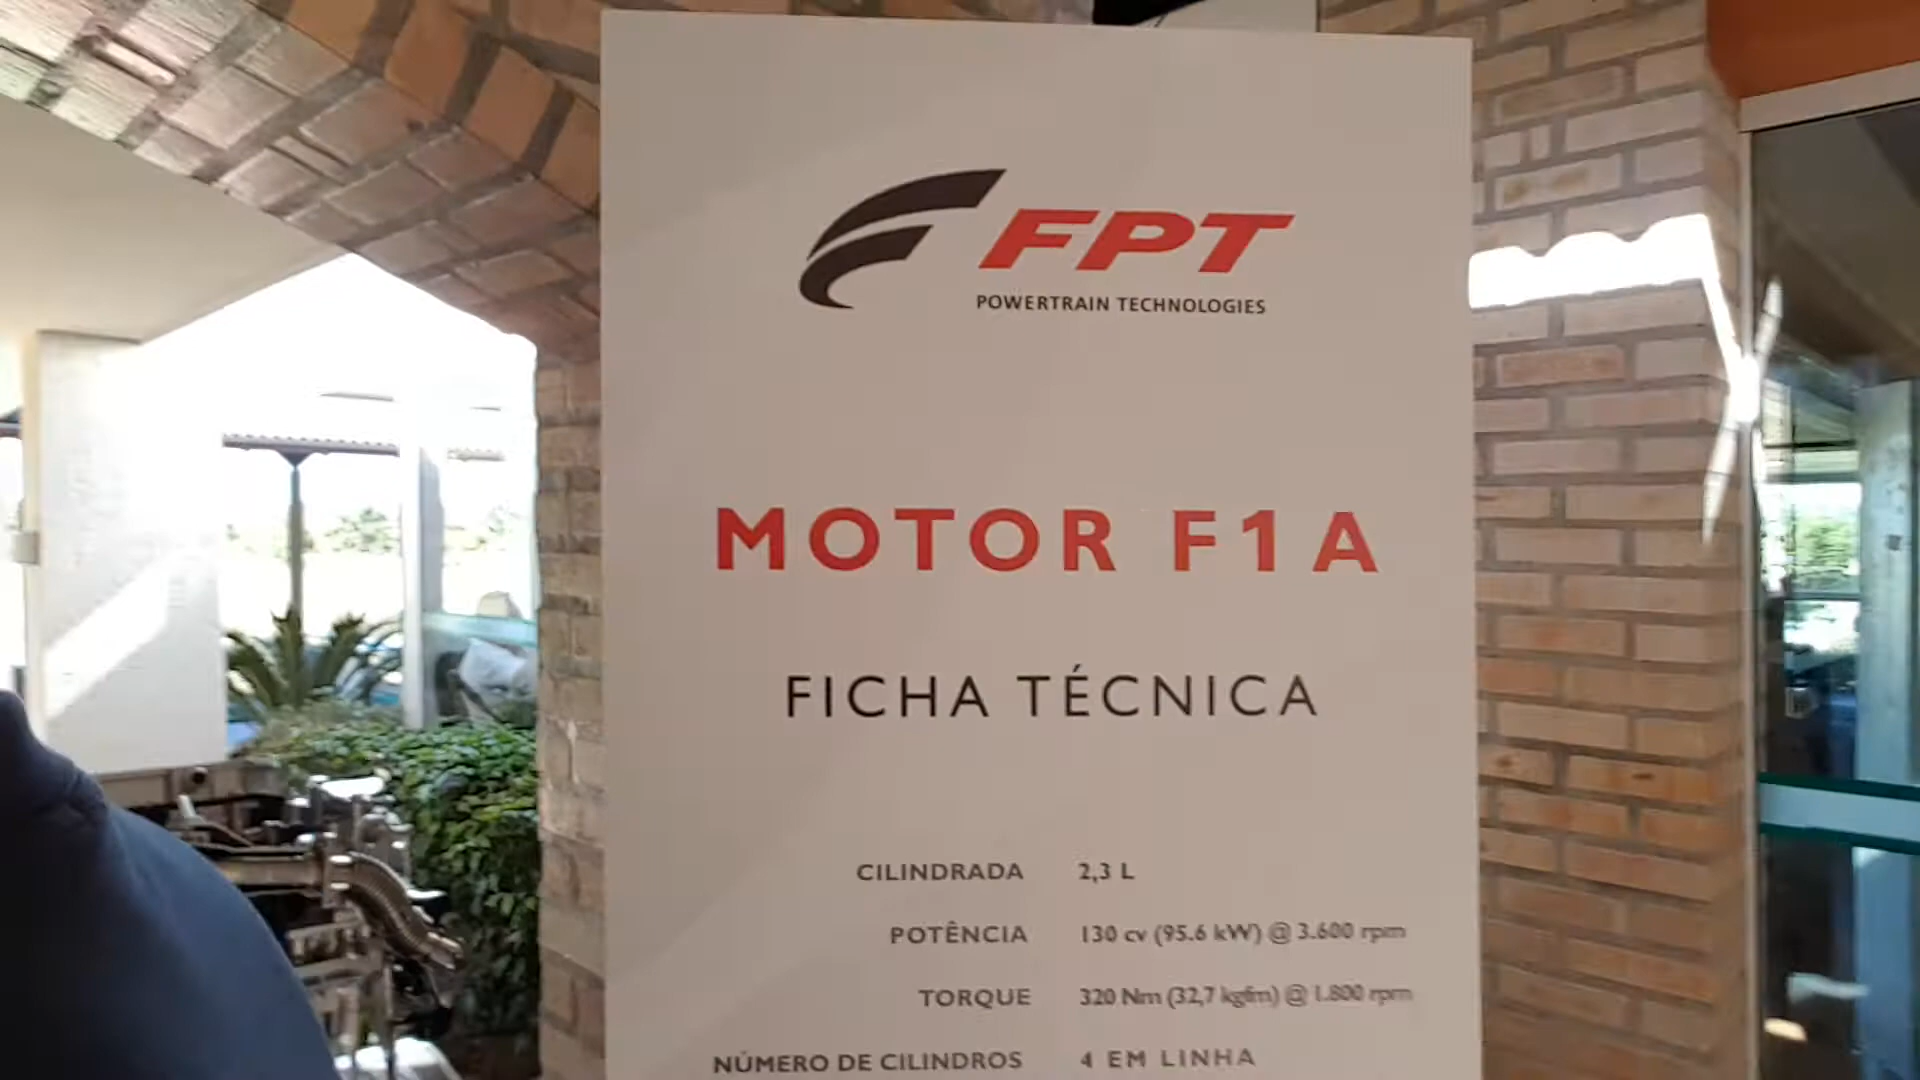 FPT
POWERTRAIN TECHNOLOGIES
MOTOR F1A
FICHA TÉCNICA
CILINDRADA 2,3 L
POTÊNCIA 130 cv (95.6 kW) @ 3.600 rpm
TORQUE 320 Nm (32,7 kgfm) @ 1.800 rpm
NÚMERO DE CILINDROS 4 EM LINHA